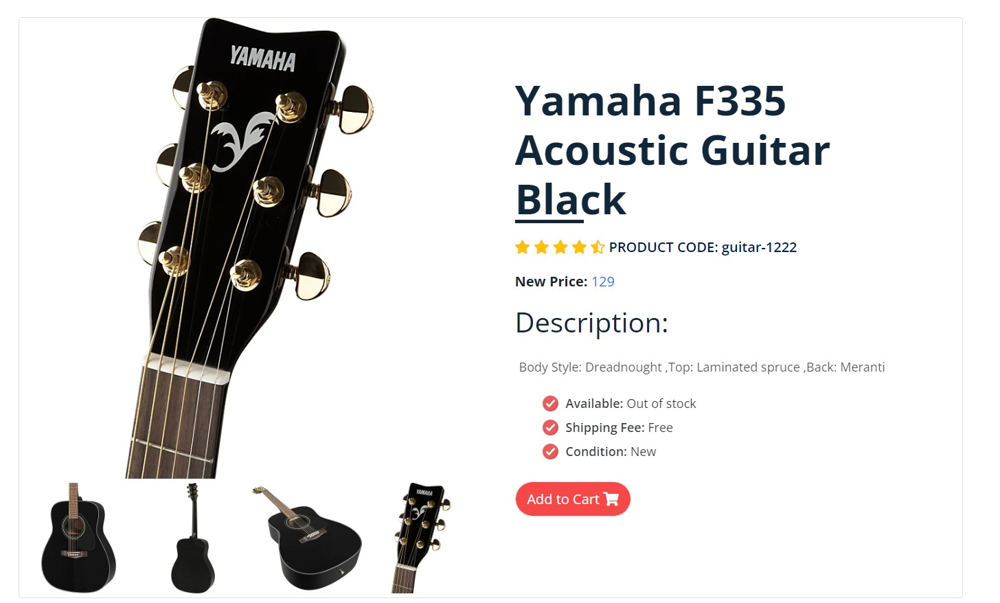 YAMAHA
Yamaha F335
Acoustic Guitar
Black
PRODUCT CODE: guitar-1222
New Price: 129
Description:
Body Style: Dreadnought ,Top: Laminated spruce ,Back: Meranti
Available: Out of stock
Shipping Fee: Free
Condition: New
Add to Cart
YAMAHA